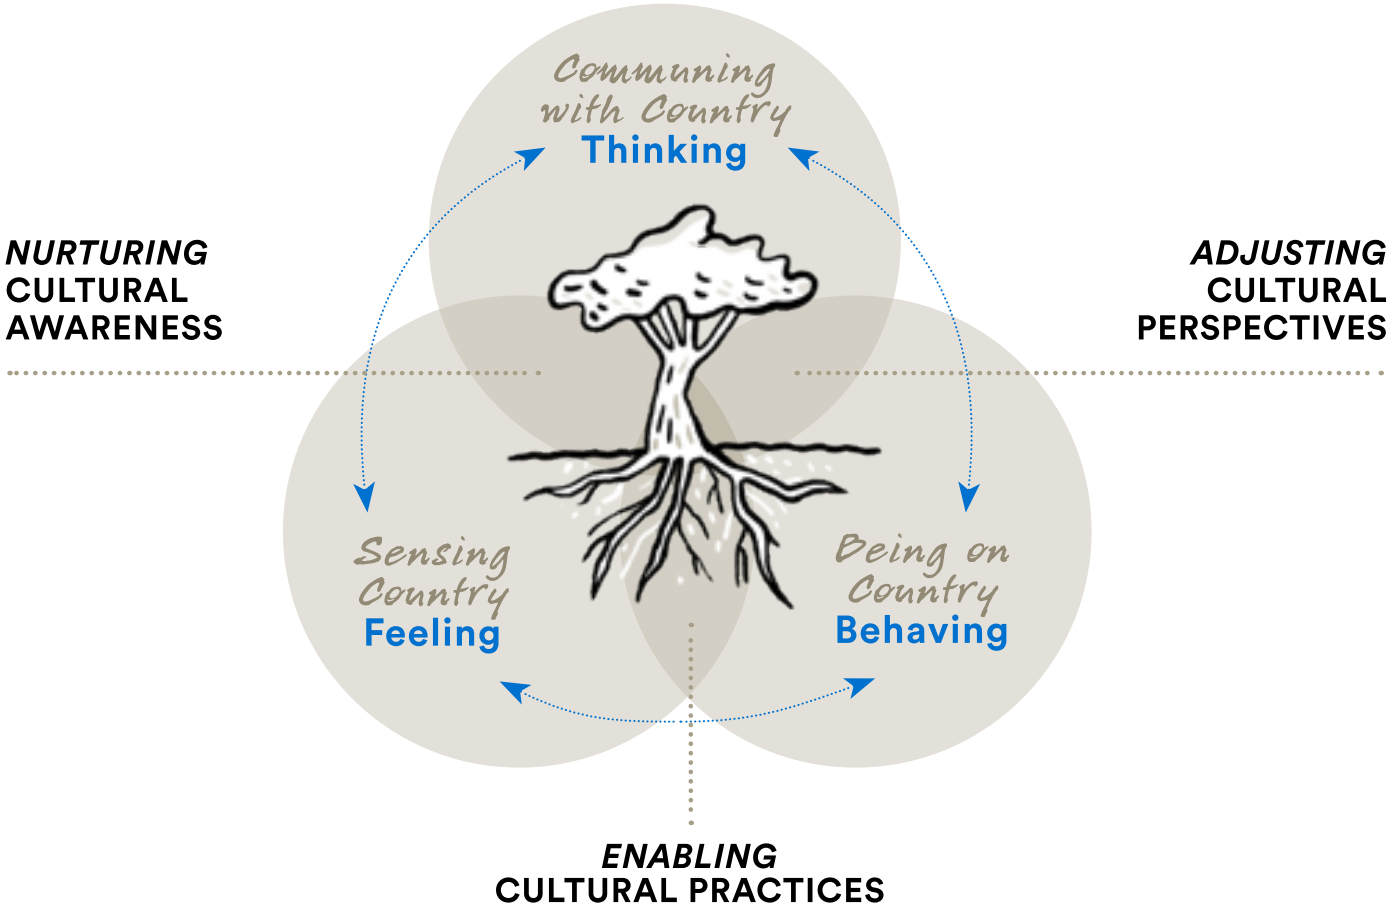 Communing
with Country
Thinking
NURTURING
CULTURAL
AWARENESS
ADJUSTING
CULTURAL
PERSPECTIVES
Sensing
Country
Feeling
Being on
Country
Behaving
ENABLING
CULTURAL PRACTICES